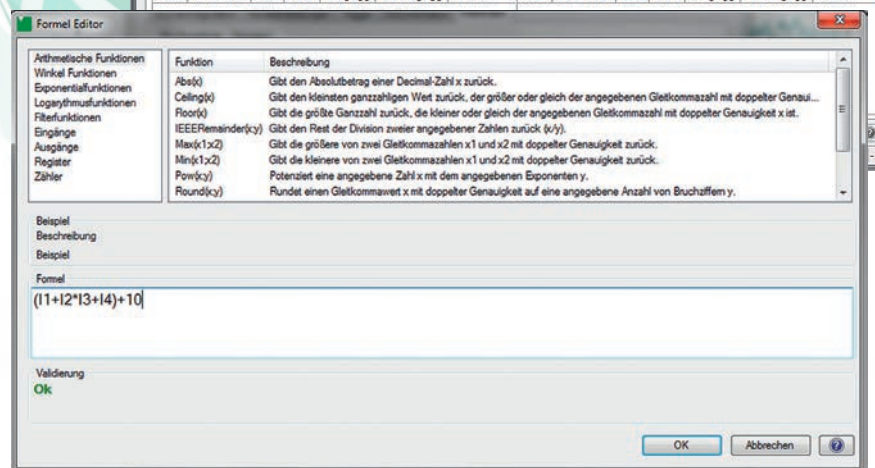 Formel Editor
Arithmetische Funktionen
Winkel Funktionen
Exponentialfunktionen
Logarythmusfunktionen
Filterfunktionen
Eingänge
Ausgänge
Register
Zähler
Funktion Beschreibung
Abs(x) Gibt den Absolutbetrag einer Decimal-Zahl x zurück.
Ceiling(x) Gibt den kleinsten ganzzahligen Wert zurück, der größer oder gleich der angegebenen Gleitkommazahl mit doppelter Genaui...
Floor(x) Gibt die größte Ganzzahl zurück, die kleiner oder gleich der angegebenen Gleitkommazahl mit doppelter Genauigkeit x ist.
IEEERemainder(x;y) Gibt den Rest der Division zweier angegebener Zahlen zurück (x/y).
Max(x1;x2) Gibt die größere von zwei Gleitkommazahlen x1 und x2 mit doppelter Genauigkeit zurück.
Min(x1;x2) Gibt die kleinere von zwei Gleitkommazahlen x1 und x2 mit doppelter Genauigkeit zurück.
Pow(x;y) Potenziert eine angegebene Zahl x mit dem angegebenen Exponenten y.
Round(x;y) Rundet einen Gleitkommawert x mit doppelter Genauigkeit auf eine angegebene Anzahl von Bruchziffern y.
Beispiel
Beschreibung
Beispiel
Formel
(I1+I2*I3+I4)+10
Validierung
Ok
OK Abbrechen